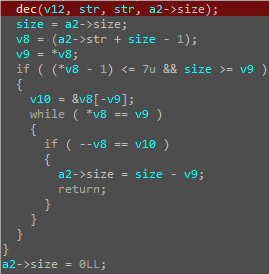 dec(v12, str, str, a2->size);
size = a2->size;
v8 = (a2->str + size - 1);
v9 = *v8;
if ( (*v8 - 1) <= 7u && size >= v9 )
{
v10 = &v8[-v9];
while ( *v8 == v9 )
{
if ( --v8 == v10 )
{
a2->size = size - v9;
return;
}
}
}
}
a2->size = 0LL;